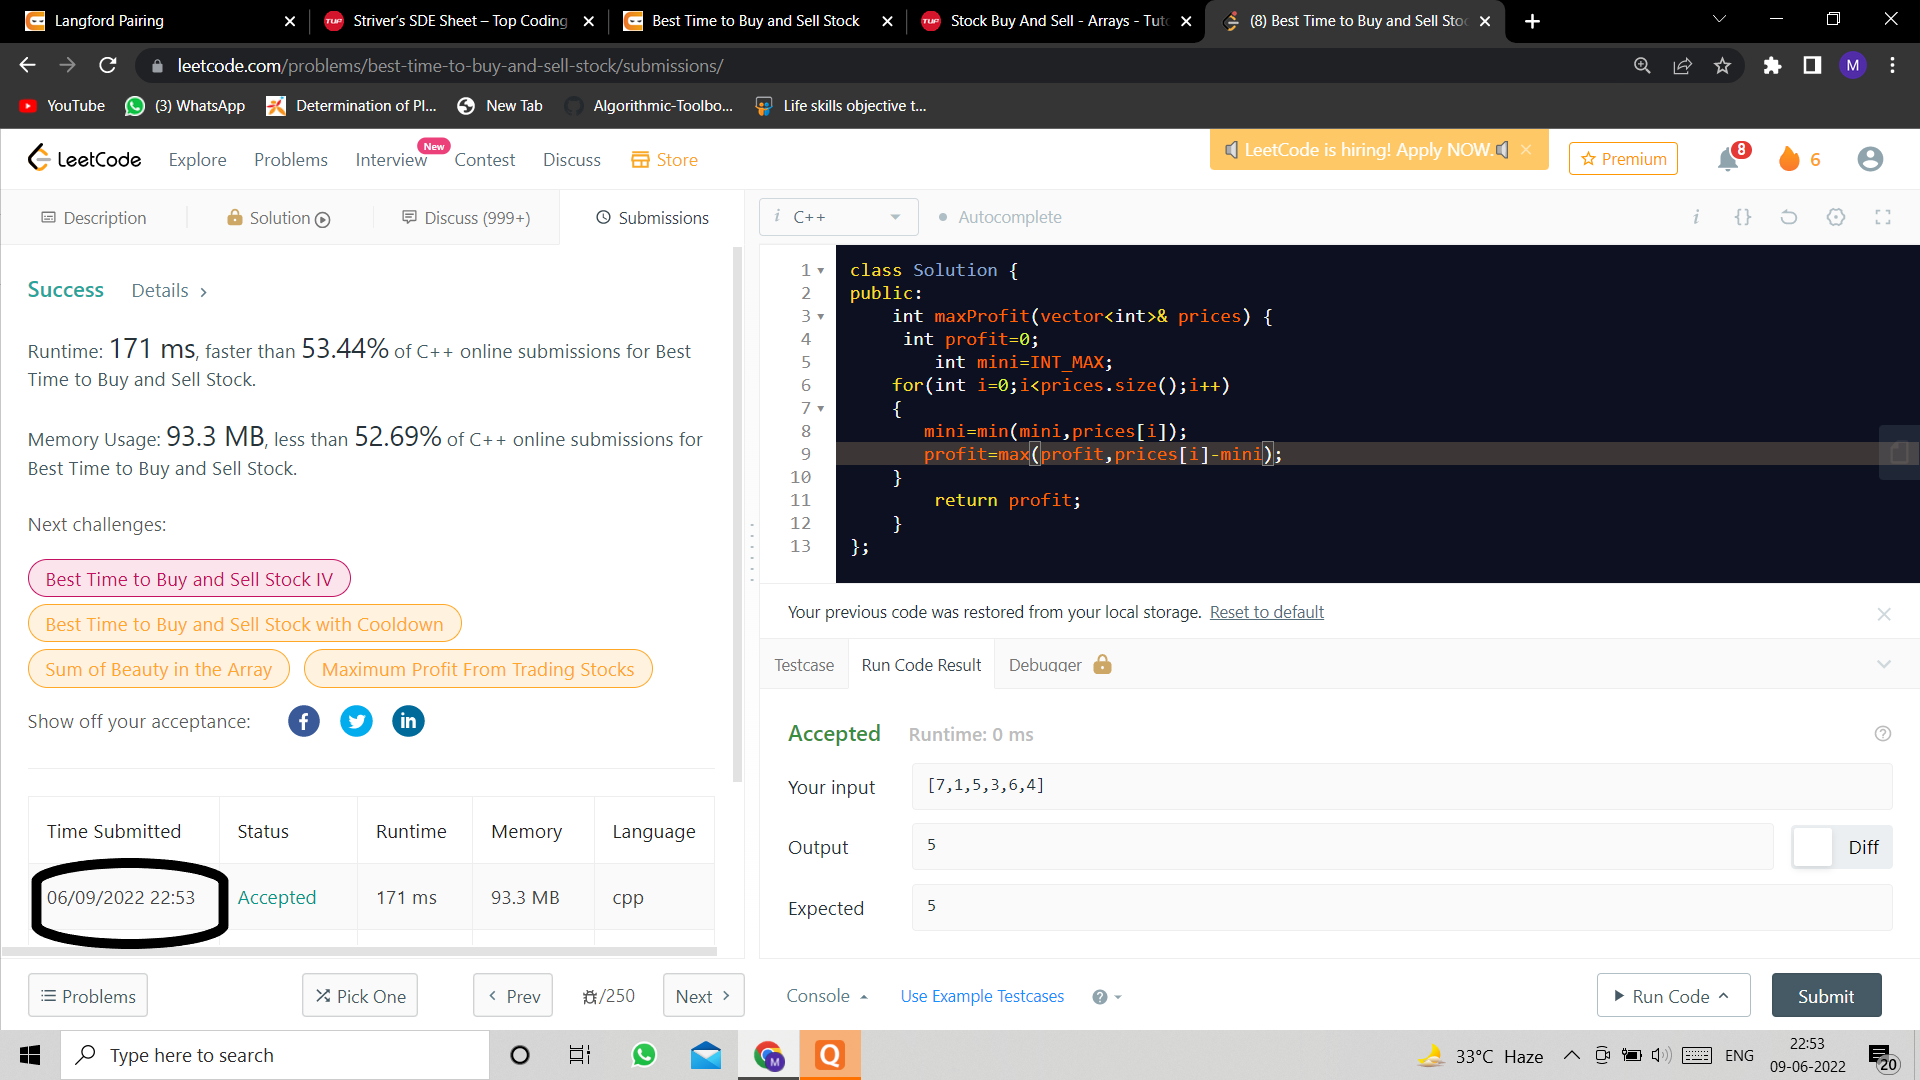 Langford Pairing
Striver's SDE Sheet – Top Coding
Best Time to Buy and Sell Stock
Stock Buy And Sell - Arrays - Tuto
(8) Best Time to Buy and Sell Stoc
leetcode.com/problems/best-time-to-buy-and-sell-stock/submissions/
M
YouTube
(3) WhatsApp
Determination of Pl...
New Tab
Algorithmic-Toolbo...
Life skills objective t...
LeetCode
Explore
Problems
Interview
New
Contest
Discuss
Store
LeetCode is hiring! Apply NOW.
Premium
8
6
Description
Solution
Discuss (999+)
Submissions
i C++
Autocomplete
i {}
Success
Details >
Runtime: 171 ms, faster than 53.44% of C++ online submissions for Best
Time to Buy and Sell Stock.
Memory Usage: 93.3 MB, less than 52.69% of C++ online submissions for
Best Time to Buy and Sell Stock.
Next challenges:
Best Time to Buy and Sell Stock IV
Best Time to Buy and Sell Stock with Cooldown
Sum of Beauty in the Array
Maximum Profit From Trading Stocks
Show off your acceptance:
Time Submitted Status Runtime Memory Language
06/09/2022 22:53 Accepted 171 ms 93.3 MB cpp
1 class Solution {
2 public:
3 int maxProfit(vector<int>& prices) {
4 int profit=0;
5 int mini=INT_MAX;
6 for(int i=0;i<prices.size();i++)
7 {
8 mini=min(mini,prices[i]);
9 profit=max(profit,prices[i]-mini);
10 }
11 return profit;
12 }
13 };
Your previous code was restored from your local storage. Reset to default
Testcase
Run Code Result
Debugger
Accepted Runtime: 0 ms
Your input [7,1,5,3,6,4]
Output 5
Diff
Expected 5
Problems
Pick One
< Prev
/250
Next >
Console
Use Example Testcases
Run Code
Submit
Type here to search
33°C Haze
ENG
22:53
09-06-2022
20